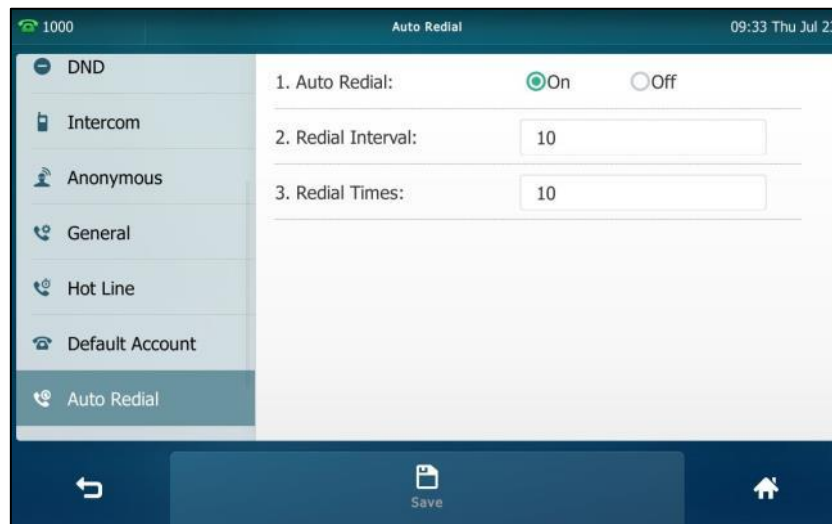 1000 Auto Redial 09:33 Thu Jul 23
DND
Intercom
Anonymous
General
Hot Line
Default Account
Auto Redial
1. Auto Redial: On Off
2. Redial Interval: 10
3. Redial Times: 10
Save